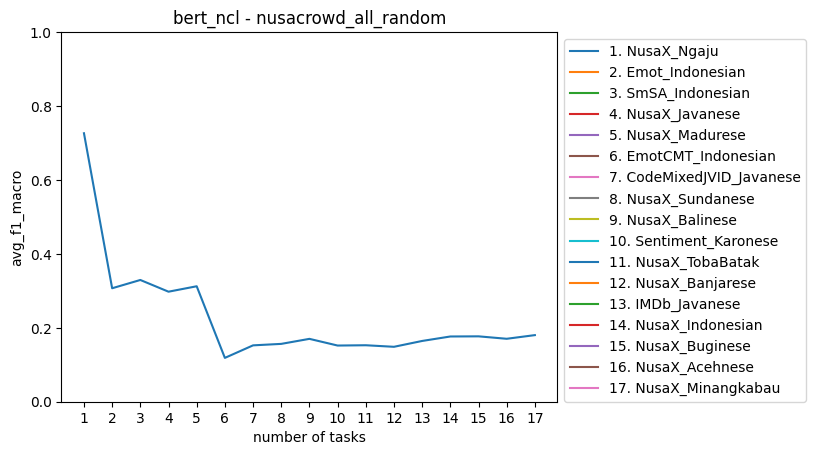 bert_ncl - nusacrowd_all_random
1.0
0.8
0.6
0.4
0.2
0.0
avg_f1_macro
1 2 3 4 5 6 7 8 9 10 11 12 13 14 15 16 17
number of tasks
1. NusaX_Ngaju
2. Emot_Indonesian
3. SmSA_Indonesian
4. NusaX_Javanese
5. NusaX_Madurese
6. EmotCMT_Indonesian
7. CodeMixedJVID_Javanese
8. NusaX_Sundanese
9. NusaX_Balinese
10. Sentiment_Karonese
11. NusaX_TobaBatak
12. NusaX_Banjarese
13. IMDb_Javanese
14. NusaX_Indonesian
15. NusaX_Buginese
16. NusaX_Acehnese
17. NusaX_Minangkabau